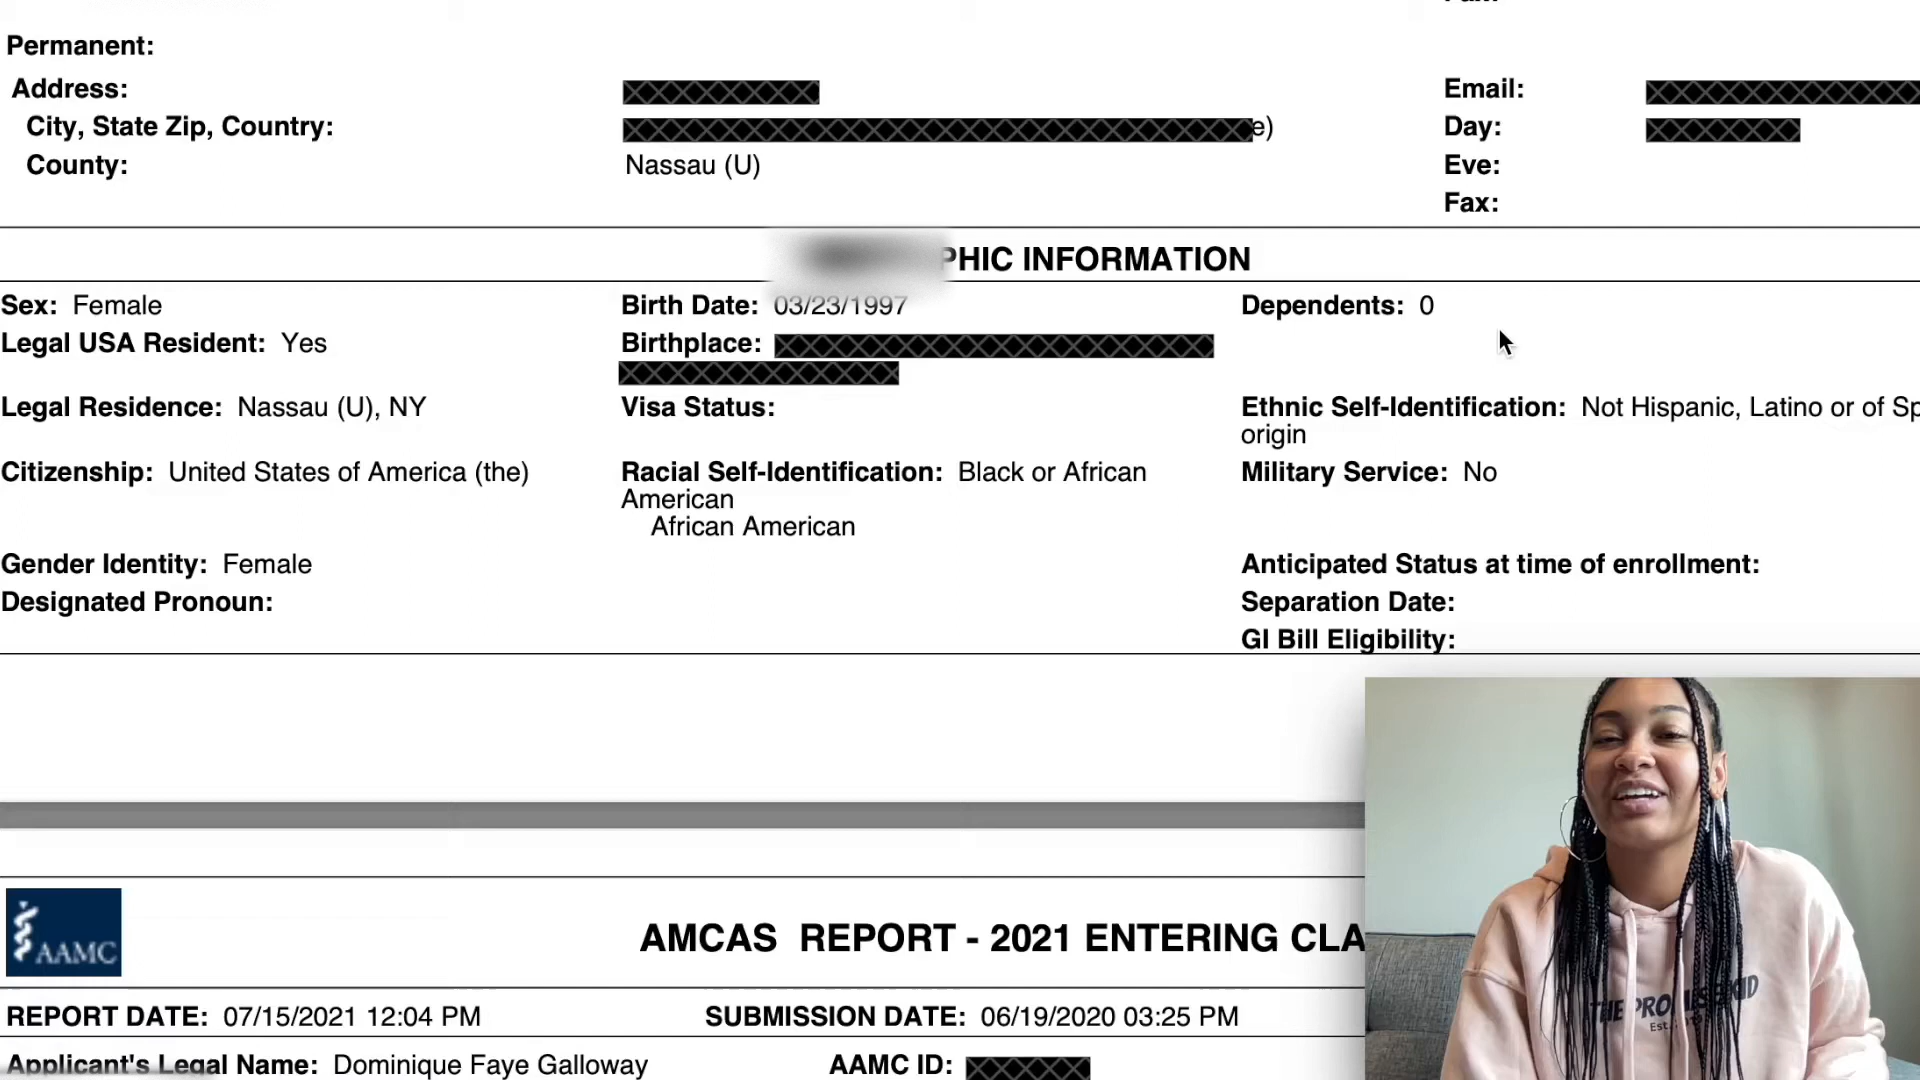 Permanent:
Address:
Email:
City, State Zip, Country: e)
Day:
County: Nassau (U)
Eve:
Fax:
PHIC INFORMATION
Sex: Female
Birth Date: 03/23/1997
Dependents: 0
Legal USA Resident: Yes
Birthplace:
Legal Residence: Nassau (U), NY
Visa Status:
Ethnic Self-Identification: Not Hispanic, Latino or of Sp
origin
Citizenship: United States of America (the)
Racial Self-Identification: Black or African
American
African American
Military Service: No
Gender Identity: Female
Anticipated Status at time of enrollment:
Designated Pronoun:
Separation Date:
GI Bill Eligibility:
AAMC
AMCAS REPORT - 2021 ENTERING CLA
REPORT DATE: 07/15/2021 12:04 PM
SUBMISSION DATE: 06/19/2020 03:25 PM
Applicant's Legal Name: Dominique Faye Galloway
AAMC ID:
THE
Est.